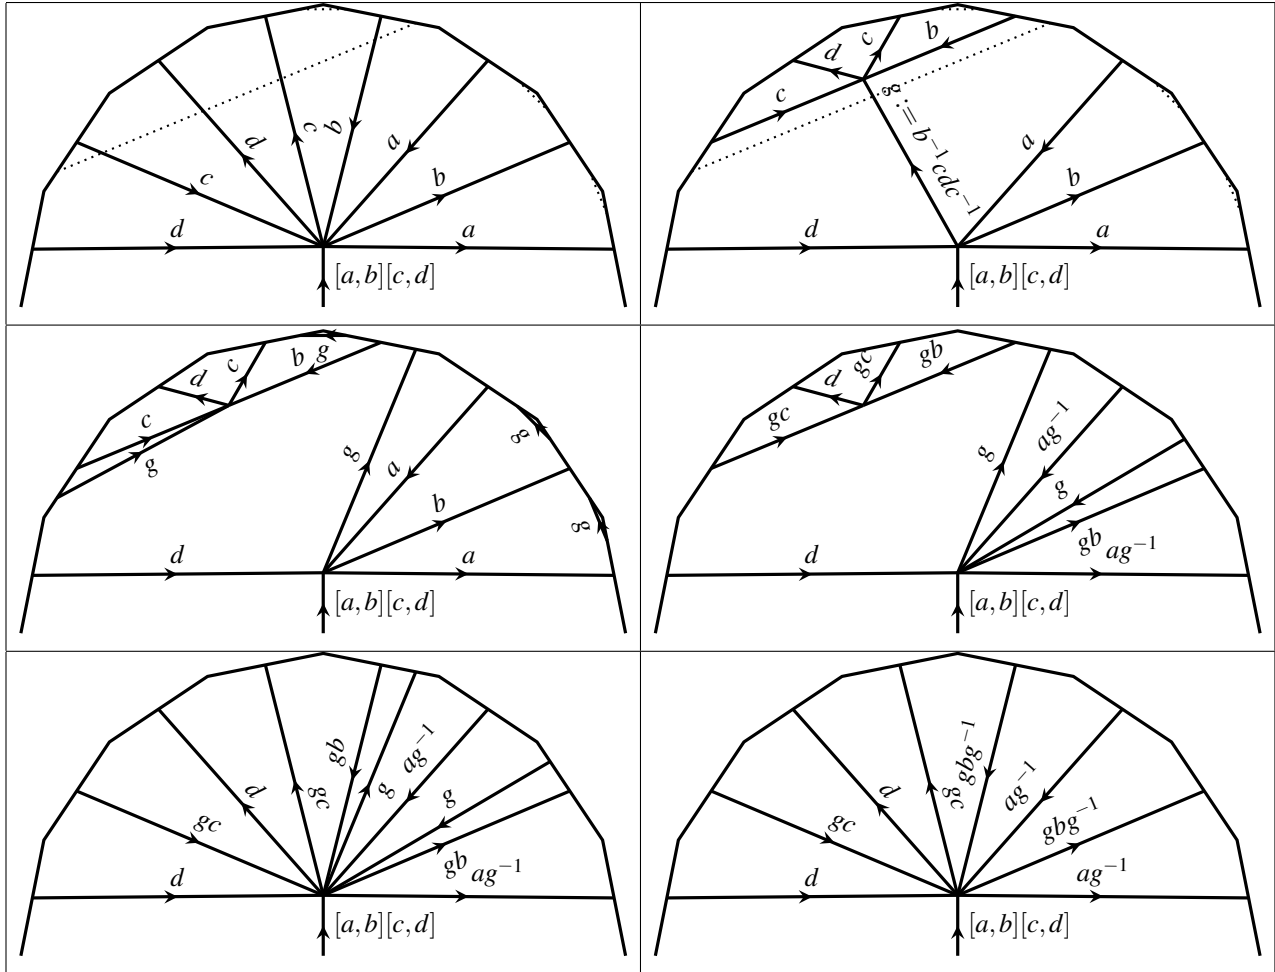 c
d
c
b
a
b
d
a
[a,b][c,d]
c
d
c
b
g := b⁻¹cdc⁻¹
a
b
d
a
[a,b][c,d]
c
d
c
b
g
g
g
a
g
b
g
d
a
[a,b][c,d]
gc
d
gc
gb
g
ag⁻¹
g
gb
d
ag⁻¹
[a,b][c,d]
gc
d
gc
gb
g
ag⁻¹
g
gb
d
ag⁻¹
[a,b][c,d]
gc
d
gc
gbg⁻¹
ag⁻¹
gbg⁻¹
d
ag⁻¹
[a,b][c,d]